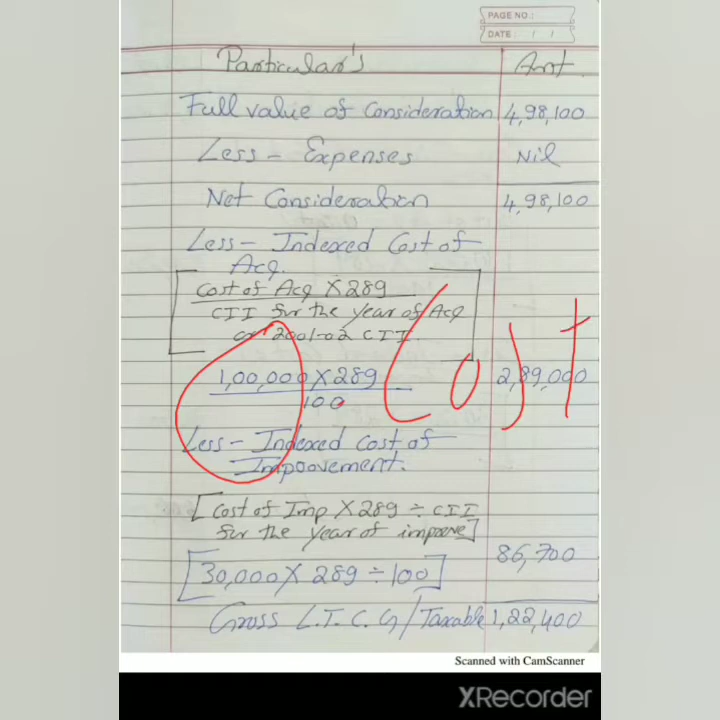 PAGE NO.:
DATE: / /
Particular's Amt
Full value of Consideration 4,98,100
Less - Expenses Nil
Net Consideration 4,98,100
Less - Indexed Cost of
Acq.
Cost of Acq X 289
CII for the year of Acq
or 2001-02 CII.
1,00,000 X 289 2,89,000
100
Cost
Less - Indexed Cost of
Impoovement.
[Cost of Imp X 289 ÷ CII
for the year of improve]
86,700
[30,000 X 289 ÷ 100]
Gross L.T.C.G/Taxable 1,22,400
Scanned with CamScanner
XRecorder